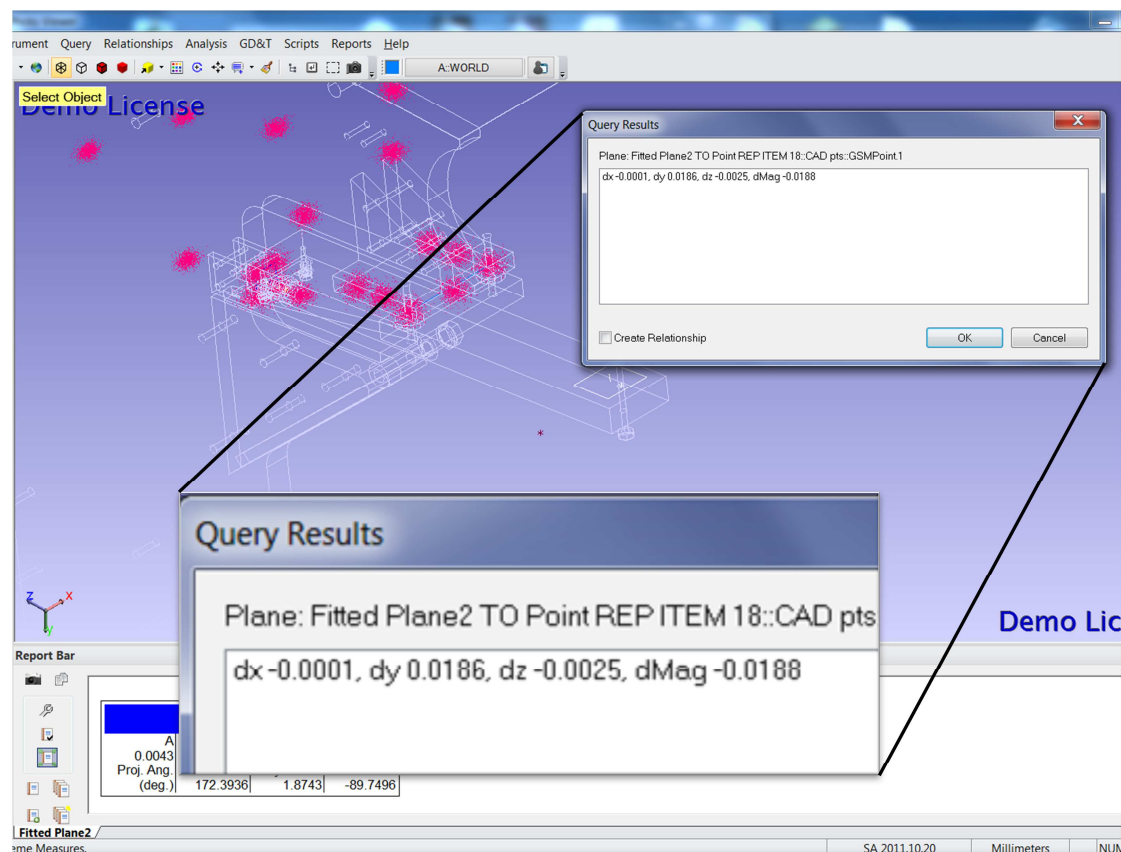 rument Query Relationships Analysis GD&T Scripts Reports Help
A::WORLD
Select Object
Demo License
Query Results
X
Plane: Fitted Plane2 TO Point REP ITEM 18::CAD pts::GSMPoint.1
dx -0.0001, dy 0.0186, dz -0.0025, dMag -0.0188
Create Relationship
OK Cancel
Query Results
Plane: Fitted Plane2 TO Point REP ITEM 18::CAD pts
dx -0.0001, dy 0.0186, dz -0.0025, dMag -0.0188
Z X
y
Demo Lic
Report Bar
A
0.0043
Proj. Ang.
(deg.) 172.3936 1.8743 -89.7496
Fitted Plane2
eme Measures. SA 2011.10.20 Millimeters NUM